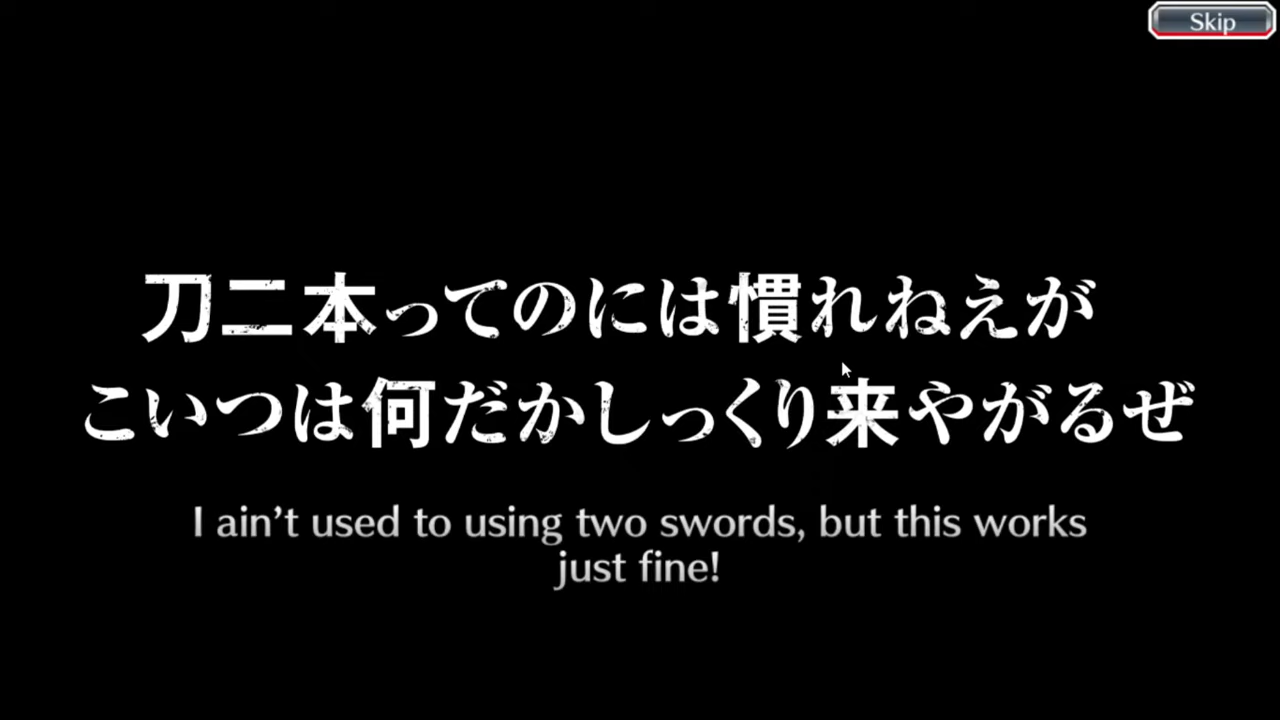 Skip
刀二本ってのには慣れねえが
こいつは何だかしっくり来やがるぜ
I ain't used to using two swords, but this works
just fine!